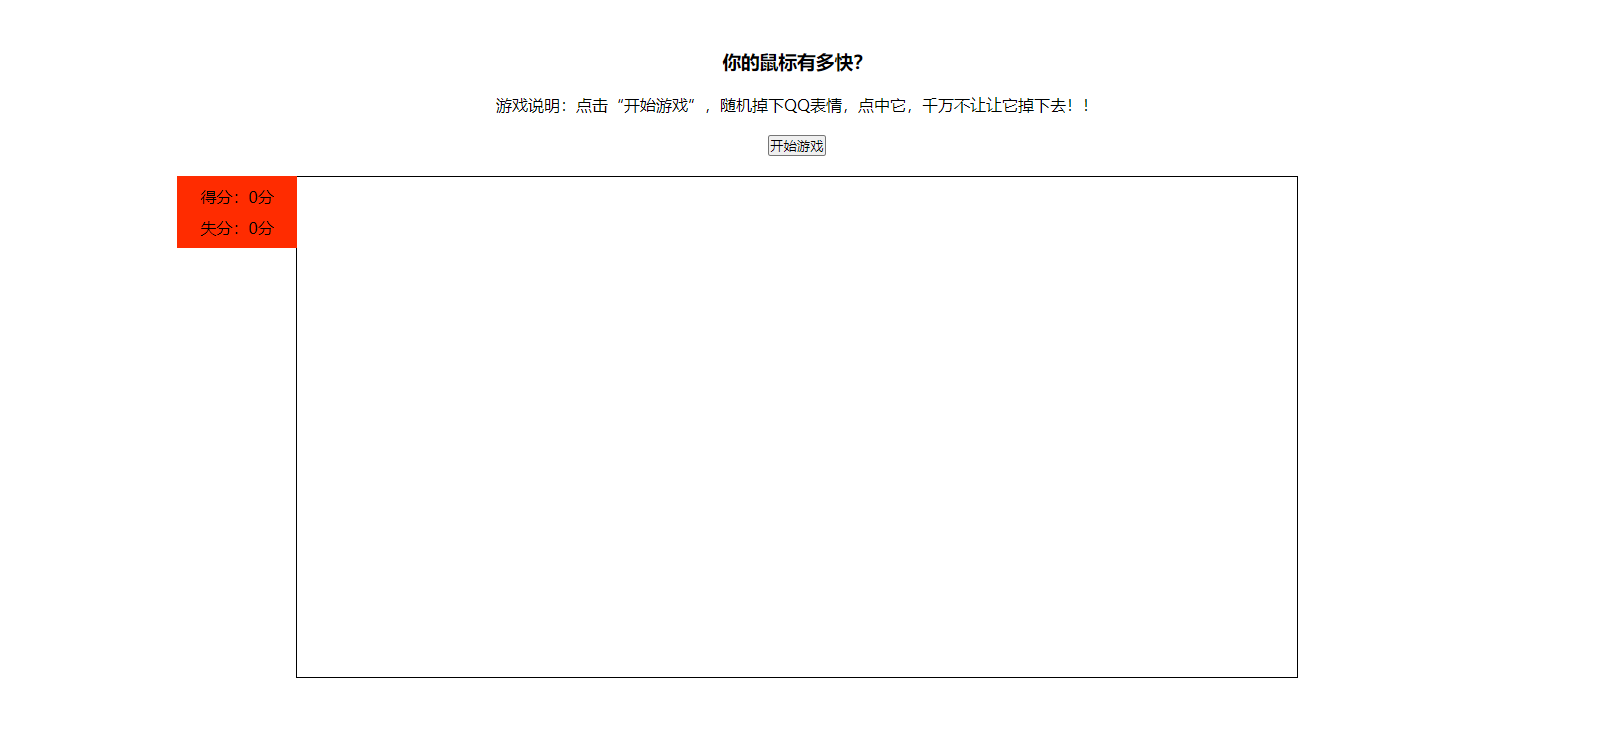 你的鼠标有多快？
游戏说明：点击“开始游戏”，随机掉下QQ表情，点中它，千万不让让它掉下去！！
开始游戏
得分：0分
失分：0分